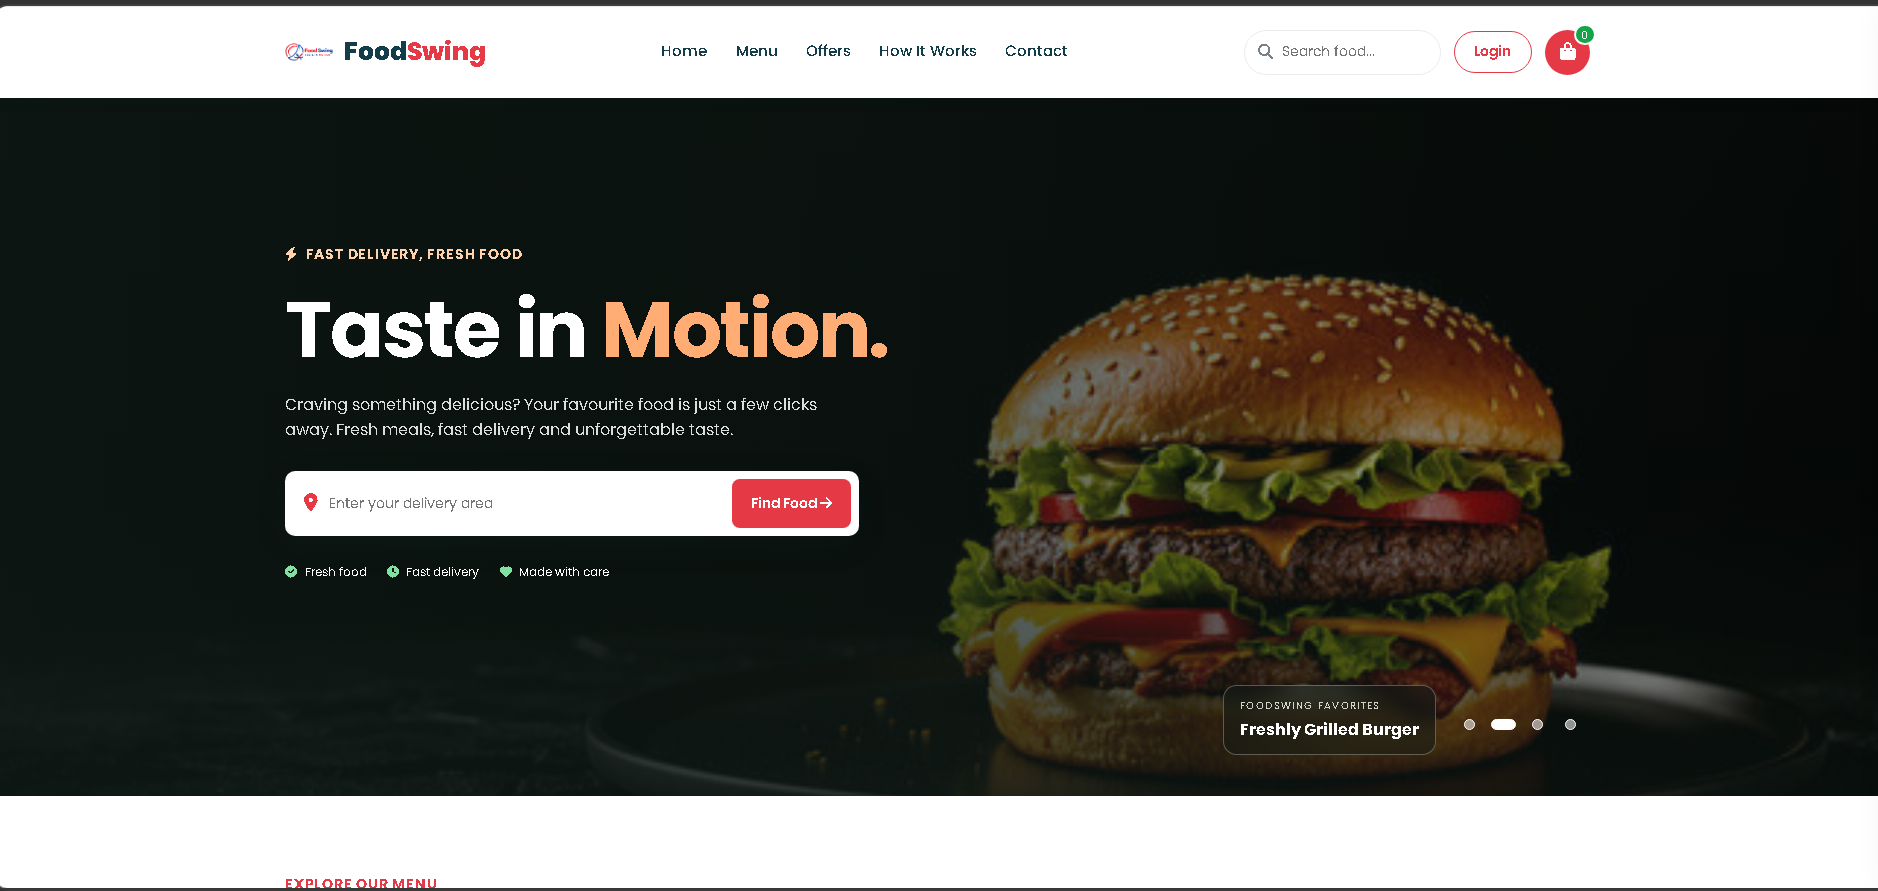 Food Swing
FoodSwing
Home
Menu
Offers
How It Works
Contact
Search food...
Login
0
FAST DELIVERY, FRESH FOOD
Taste in Motion.
Craving something delicious? Your favourite food is just a few clicks
away. Fresh meals, fast delivery and unforgettable taste.
Enter your delivery area
Find Food
Fresh food
Fast delivery
Made with care
FOODSWING FAVORITES
Freshly Grilled Burger
EXPLORE OUR MENU